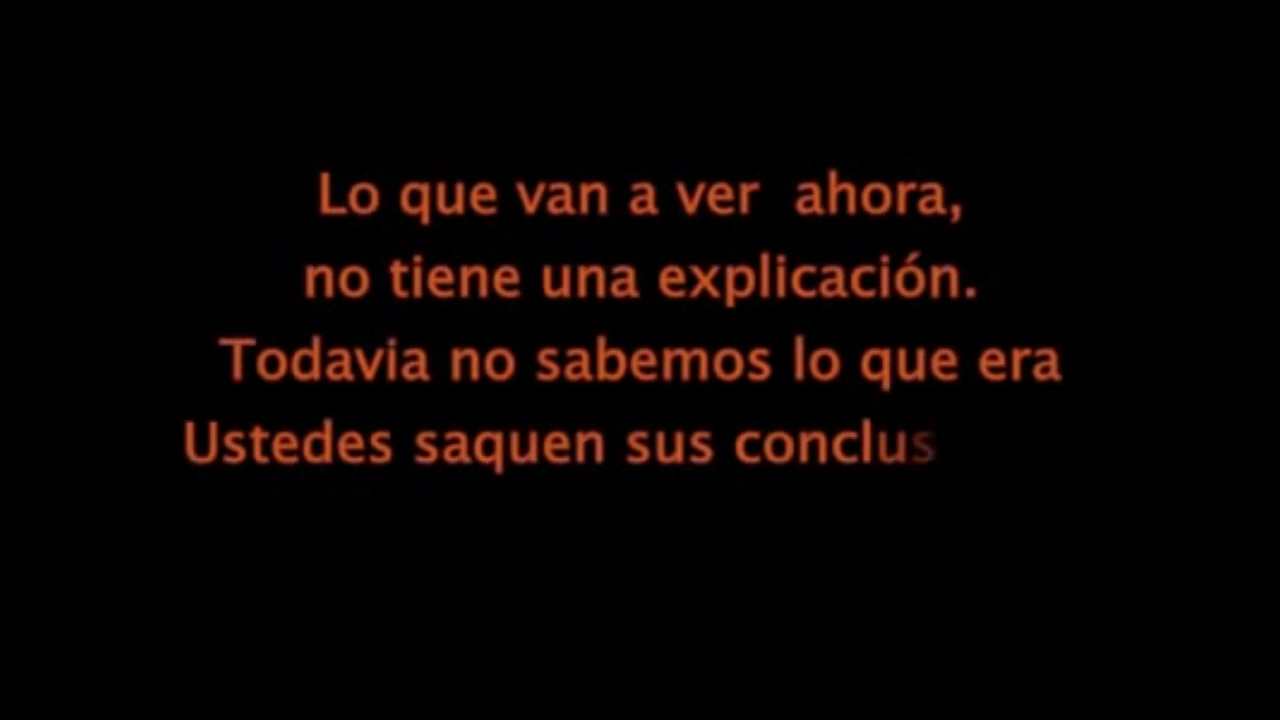 Lo que van a ver ahora,
no tiene una explicación.
Todavia no sabemos lo que era
Ustedes saquen sus conclus